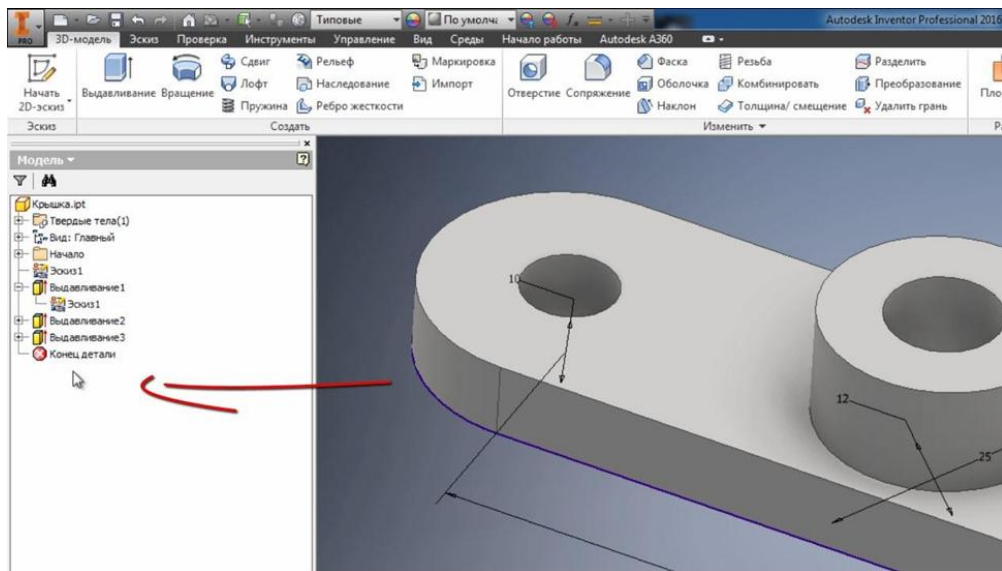 Типовые По умолча Autodesk Inventor Professional 2016
PRO 3D-модель Эскиз Проверка Инструменты Управление Вид Среды Начало работы Autodesk A360
Начать 2D-эскиз
Выдавливание Вращение
Сдвиг Рельеф Маркировка
Лофт Наследование Импорт
Пружина Ребро жесткости
Отверстие Сопряжение
Фаска Резьба Разделить
Оболочка Комбинировать Преобразование
Наклон Толщина/ смещение Удалить грань
Эскиз Создать Изменить
Модель
Крышка.ipt
Твердые тела(1)
Вид: Главный
Начало
Эскиз1
Выдавливание1
Эскиз1
Выдавливание2
Выдавливание3
Конец детали
10
12
25